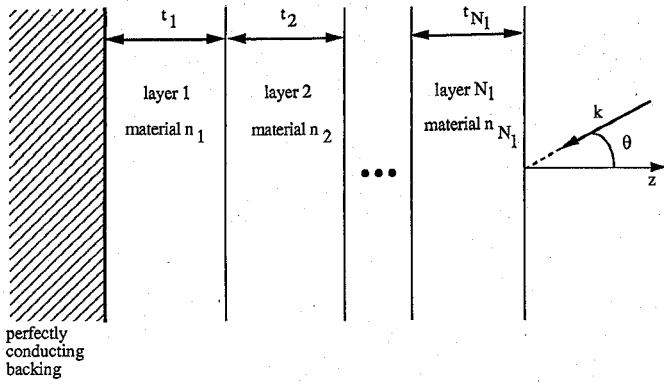 t1
t2
tN1
layer 1
material n1
layer 2
material n2
layer N1
material nN1
k
θ
z
perfectly
conducting
backing